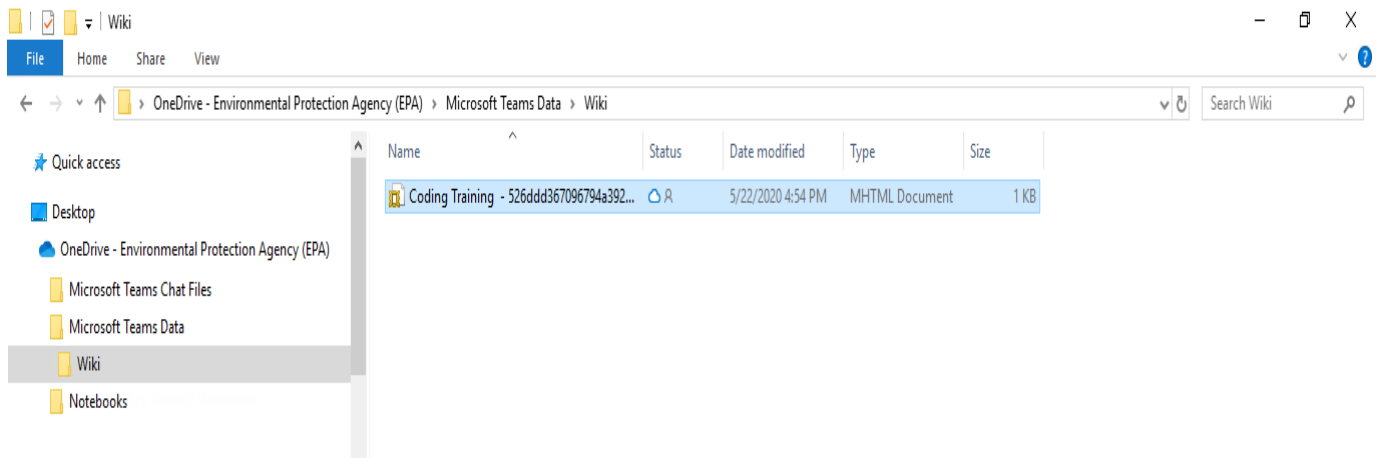 Wiki
File Home Share View
OneDrive - Environmental Protection Agency (EPA) Microsoft Teams Data Wiki
Search Wiki
Quick access
Desktop
OneDrive - Environmental Protection Agency (EPA)
Microsoft Teams Chat Files
Microsoft Teams Data
Wiki
Notebooks
Name Status Date modified Type Size
Coding Training - 526ddd367096794a392... 5/22/2020 4:54 PM MHTML Document 1 KB